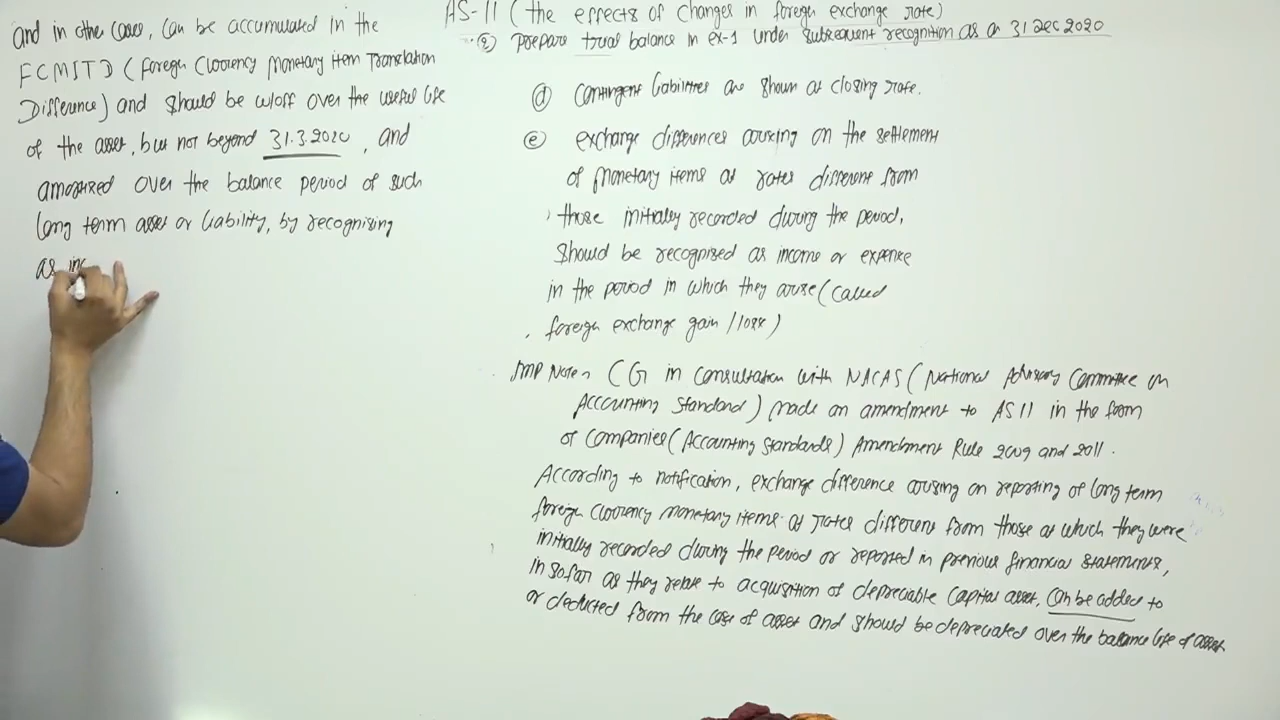 AS-11 (the effects of changes in foreign exchange rate)
Q) Prepare trial balance in ex-1 under subsequent recognition as on 31 Dec 2020
(d) Contingent liabilities are shown at closing rate.
(e) exchange differences arising on the settlement
of monetary items at rates different from
those initially recorded during the period,
should be recognised as income or expense
in the period in which they arise (called
foreign exchange gain / loss)
IMP Note → CG in consultation with NACAS (National Advisory Committee on
Accounting Standard) made an amendment to AS 11 in the form
of Companies (Accounting Standards) Amendment Rule 2009 and 2011.
According to notification, exchange difference arising on reporting of long term
foreign currency monetary items at rates different from those at which they were
initially recorded during the period or reported in previous financial statements,
in so far as they relate to acquisition of depreciable capital asset, can be added to
or deducted from the cost of asset and should be depreciated over the balance life of asset
and in other cases, can be accumulated in the
FCMITD (foreign currency Monetary Item Translation
Difference) and should be w/off over the useful life
of the asset, but not beyond 31.3.2020, and
amortized over the balance period of such
long term asset or liability, by recognising
as inc